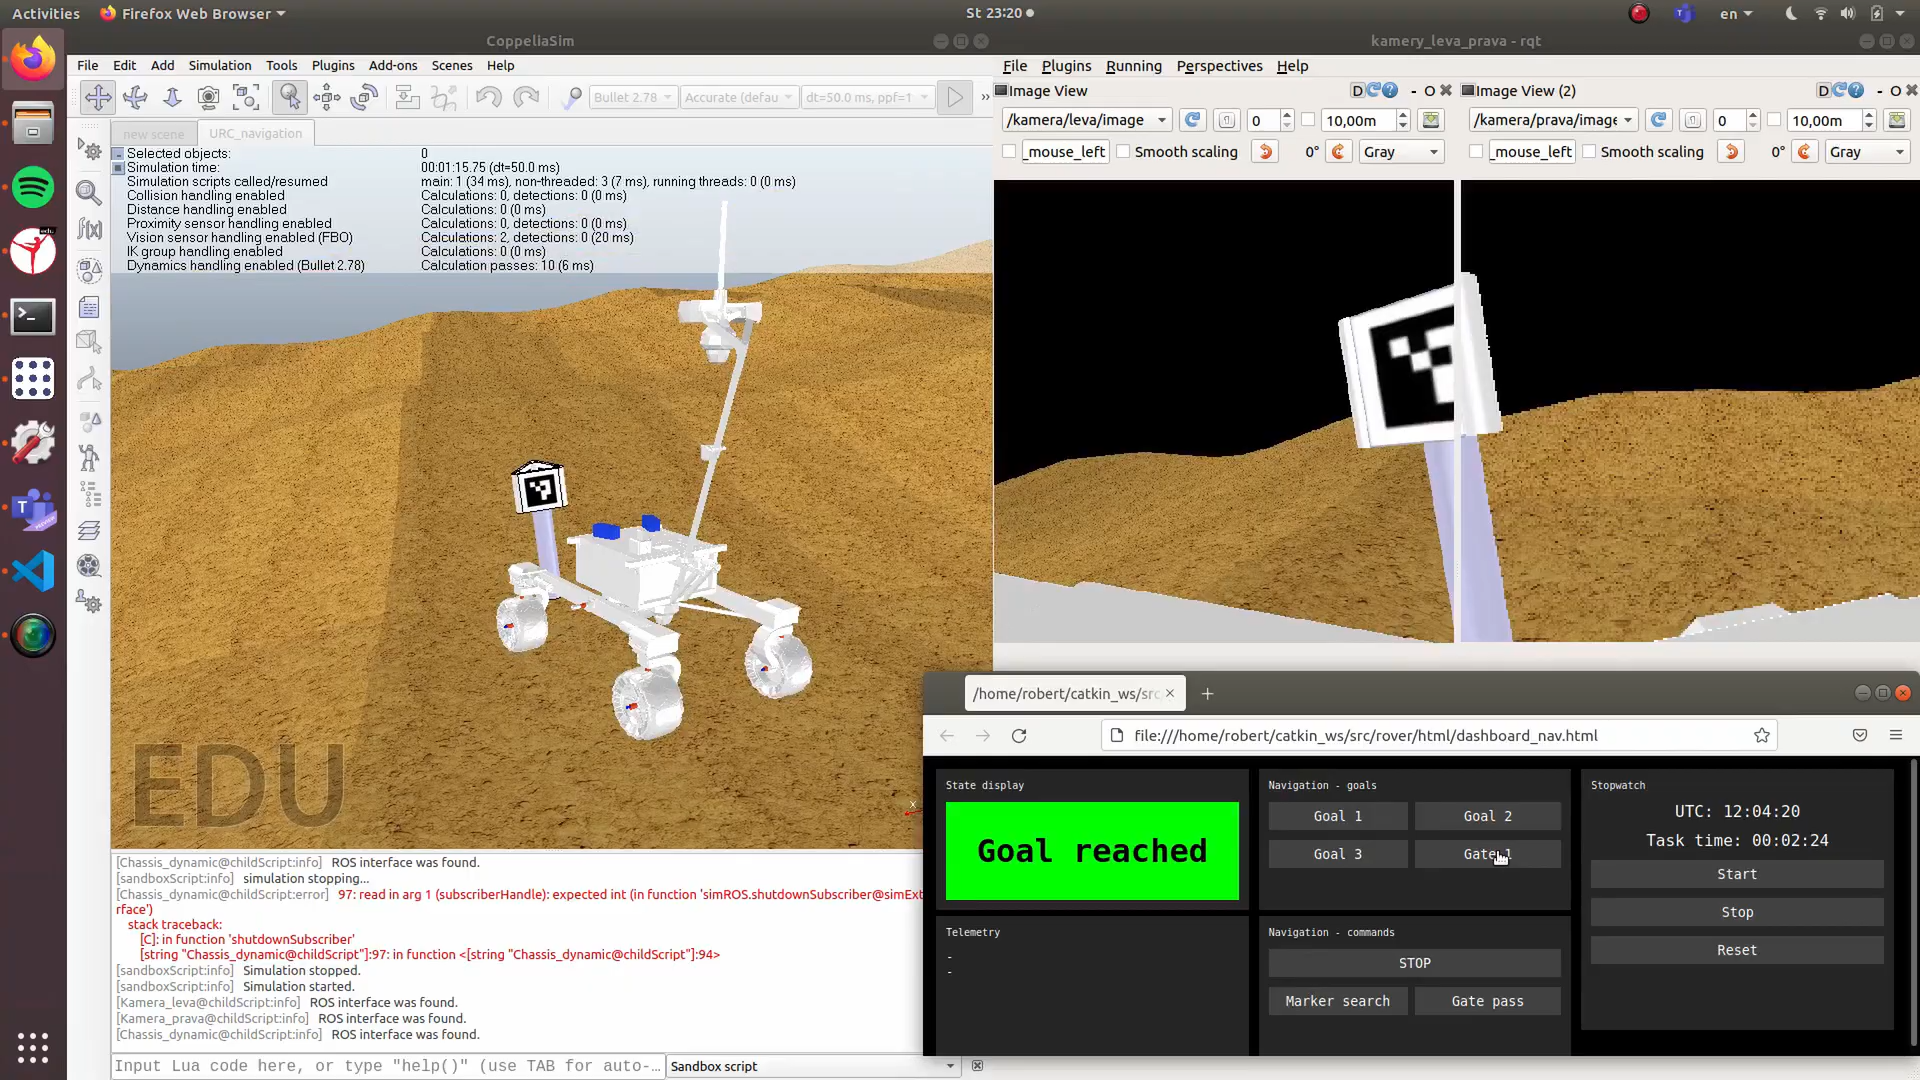 Activities
Firefox Web Browser
St 23:20
en
CoppeliaSim
File Edit Add Simulation Tools Plugins Add-ons Scenes Help
Bullet 2.78
Accurate (defau
dt=50.0 ms, ppf=1
new scene
URC_navigation
Selected objects: 0
Simulation time: 00:01:15.75 (dt=50.0 ms)
Simulation scripts called/resumed main: 1 (34 ms), non-threaded: 3 (7 ms), running threads: 0 (0 ms)
Collision handling enabled Calculations: 0, detections: 0 (0 ms)
Distance handling enabled Calculations: 0 (0 ms)
Proximity sensor handling enabled Calculations: 0, detections: 0 (0 ms)
Vision sensor handling enabled (FBO) Calculations: 2, detections: 0 (20 ms)
IK group handling enabled Calculations: 0 (0 ms)
Dynamics handling enabled (Bullet 2.78) Calculation passes: 10 (6 ms)
EDU
[Chassis_dynamic@childScript:info] ROS interface was found.
[sandboxScript:info] simulation stopping...
[Chassis_dynamic@childScript:error] 97: read in arg 1 (subscriberHandle): expected int (in function 'simROS.shutdownSubscriber@simExt
rface')
stack traceback:
[C]: in function 'shutdownSubscriber'
[string "Chassis_dynamic@childScript"]:97: in function <[string "Chassis_dynamic@childScript"]:94>
[sandboxScript:info] Simulation stopped.
[sandboxScript:info] Simulation started.
[Kamera_leva@childScript:info] ROS interface was found.
[Kamera_prava@childScript:info] ROS interface was found.
[Chassis_dynamic@childScript:info] ROS interface was found.
Input Lua code here, or type "help()" (use TAB for auto-...
Sandbox script
kamery_leva_prava - rqt
File Plugins Running Perspectives Help
Image View
D - O
/kamera/leva/image
0
10,00m
_mouse_left
Smooth scaling
0°
Gray
Image View (2)
D - O
/kamera/prava/image
0
10,00m
_mouse_left
Smooth scaling
0°
Gray
/home/robert/catkin_ws/src
file:///home/robert/catkin_ws/src/rover/html/dashboard_nav.html
State display
Goal reached
Telemetry
-
-
Navigation - goals
Goal 1
Goal 2
Goal 3
Gate 1
Navigation - commands
STOP
Marker search
Gate pass
Stopwatch
UTC: 12:04:20
Task time: 00:02:24
Start
Stop
Reset